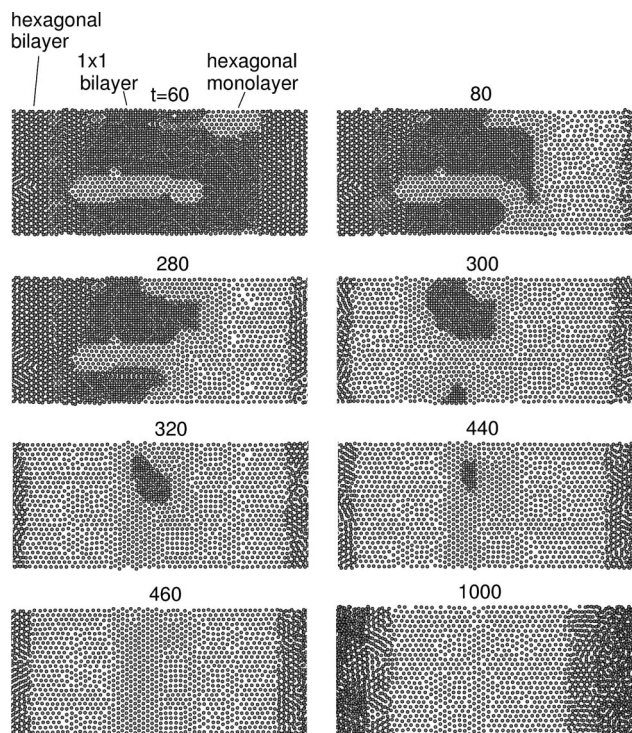 hexagonal
bilayer
1x1
bilayer
t=60
hexagonal
monolayer
80
280
300
320
440
460
1000